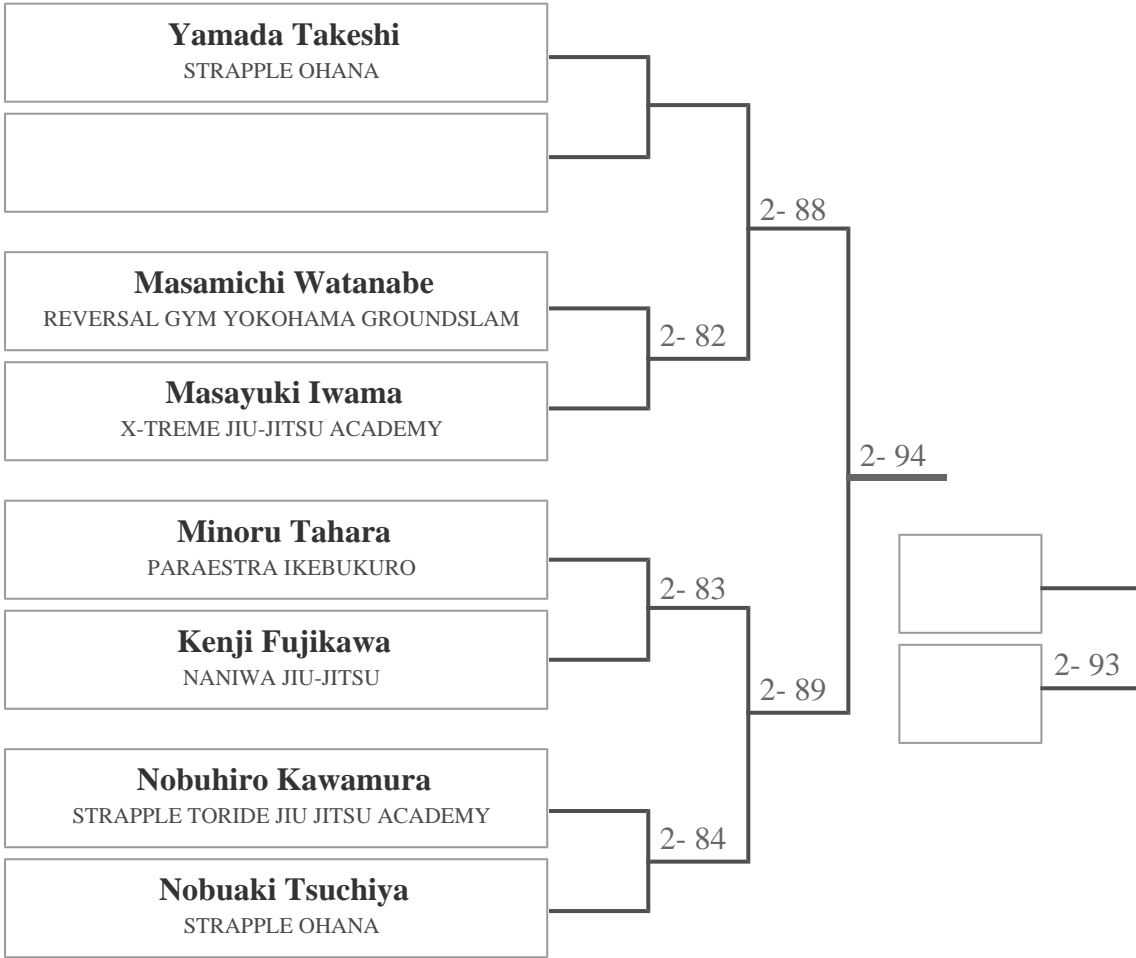 Yamada Takeshi
STRAPPLE OHANA
2- 88
Masamichi Watanabe
REVERSAL GYM YOKOHAMA GROUNDSLAM
2- 82
Masayuki Iwama
X-TREME JIU-JITSU ACADEMY
2- 94
Minoru Tahara
PARAESTRA IKEBUKURO
2- 83
Kenji Fujikawa
NANIWA JIU-JITSU
2- 89
2- 93
Nobuhiro Kawamura
STRAPPLE TORIDE JIU JITSU ACADEMY
2- 84
Nobuaki Tsuchiya
STRAPPLE OHANA